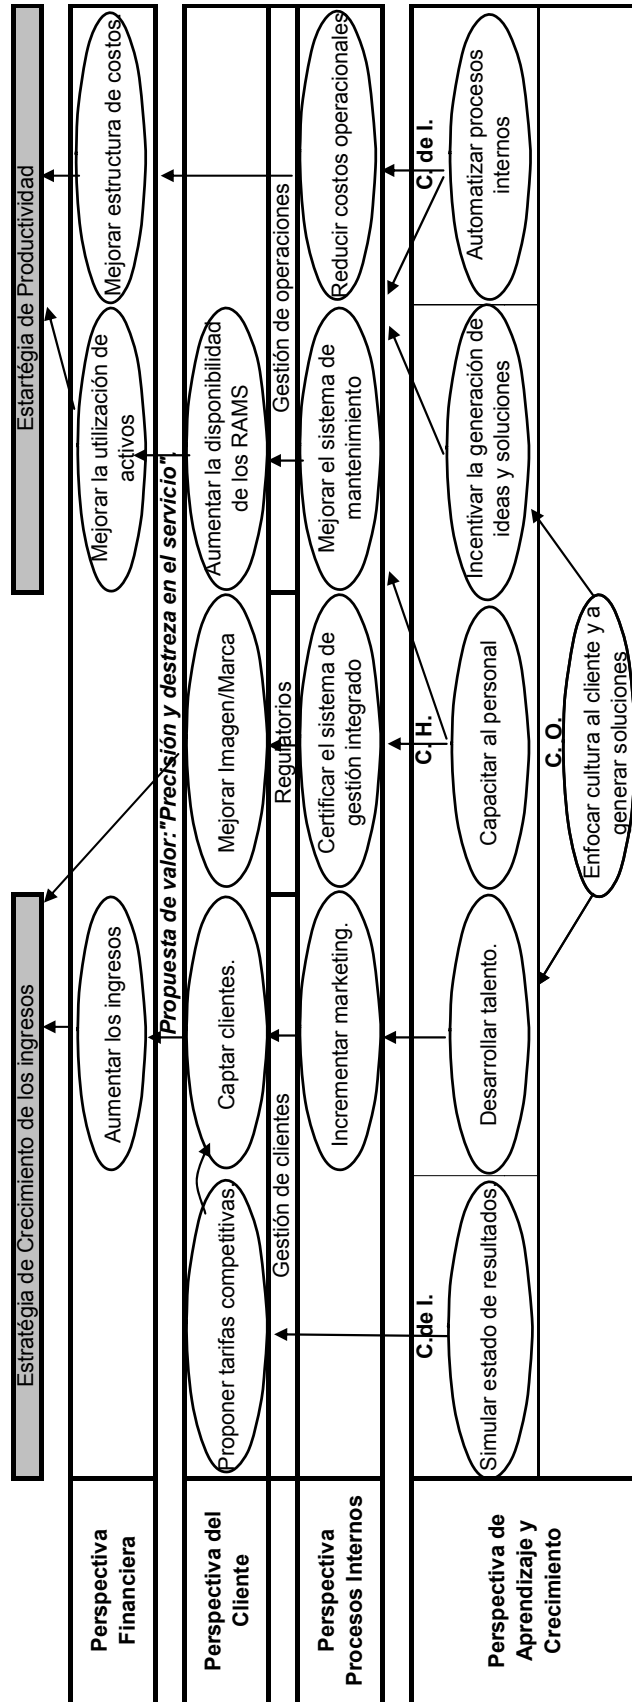 Estratégia de Crecimiento de los ingresos
Estartégia de Productividad
Perspectiva
Financiera
Aumentar los ingresos
Mejorar la utilización de
activos
Mejorar estructura de costos.
Propuesta de valor:"Precisión y destreza en el servicio".
Perspectiva del
Cliente
Proponer tarifas competitivas.
Captar clientes.
Mejorar Imagen/Marca
Aumentar la disponibilidad
de los RAMS
Gestión de clientes
Reguratorios
Gestión de operaciones
Perspectiva
Procesos Internos
Incrementar marketing.
Certificar el sistema de
gestión integrado
Mejorar el sistema de
mantenimiento
Reducir costos operacionales
C.de I.
C. H.
C. de I.
Perspectiva de
Aprendizaje y
Crecimiento
Simular estado de resultados.
Desarrollar talento.
Capacitar al personal
Incentivar la generación de
ideas y soluciones
Automatizar procesos
internos
C. O.
Enfocar cultura al cliente y a
generar soluciones